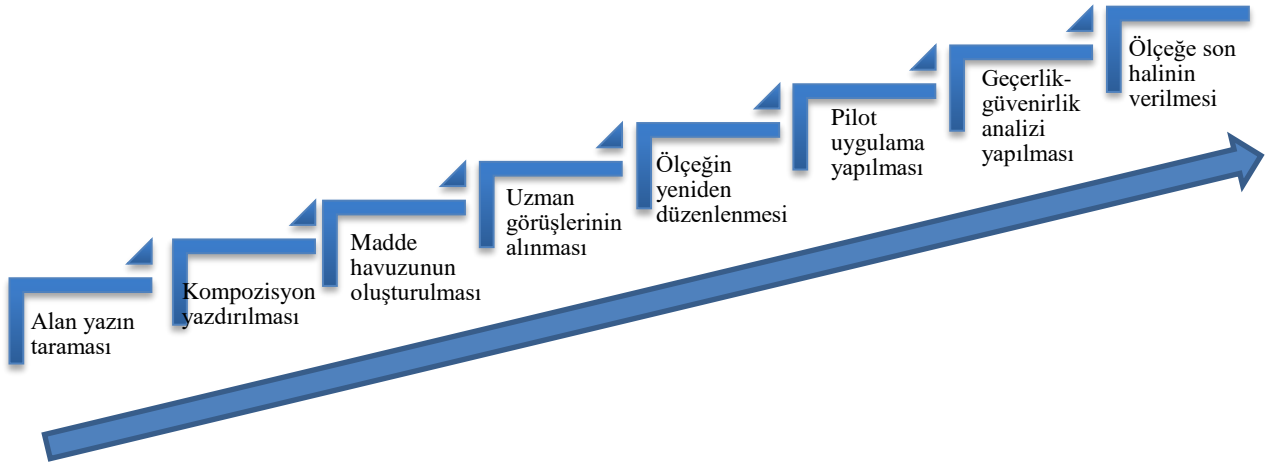 Alan yazın
taraması
Kompozisyon
yazdırılması
Madde
havuzunun
oluşturulması
Uzman
görüşlerinin
alınması
Ölçeğin
yeniden
düzenlenmesi
Pilot
uygulama
yapılması
Geçerlik-
güvenirlik
analizi
yapılması
Ölçeğe son
halinin
verilmesi